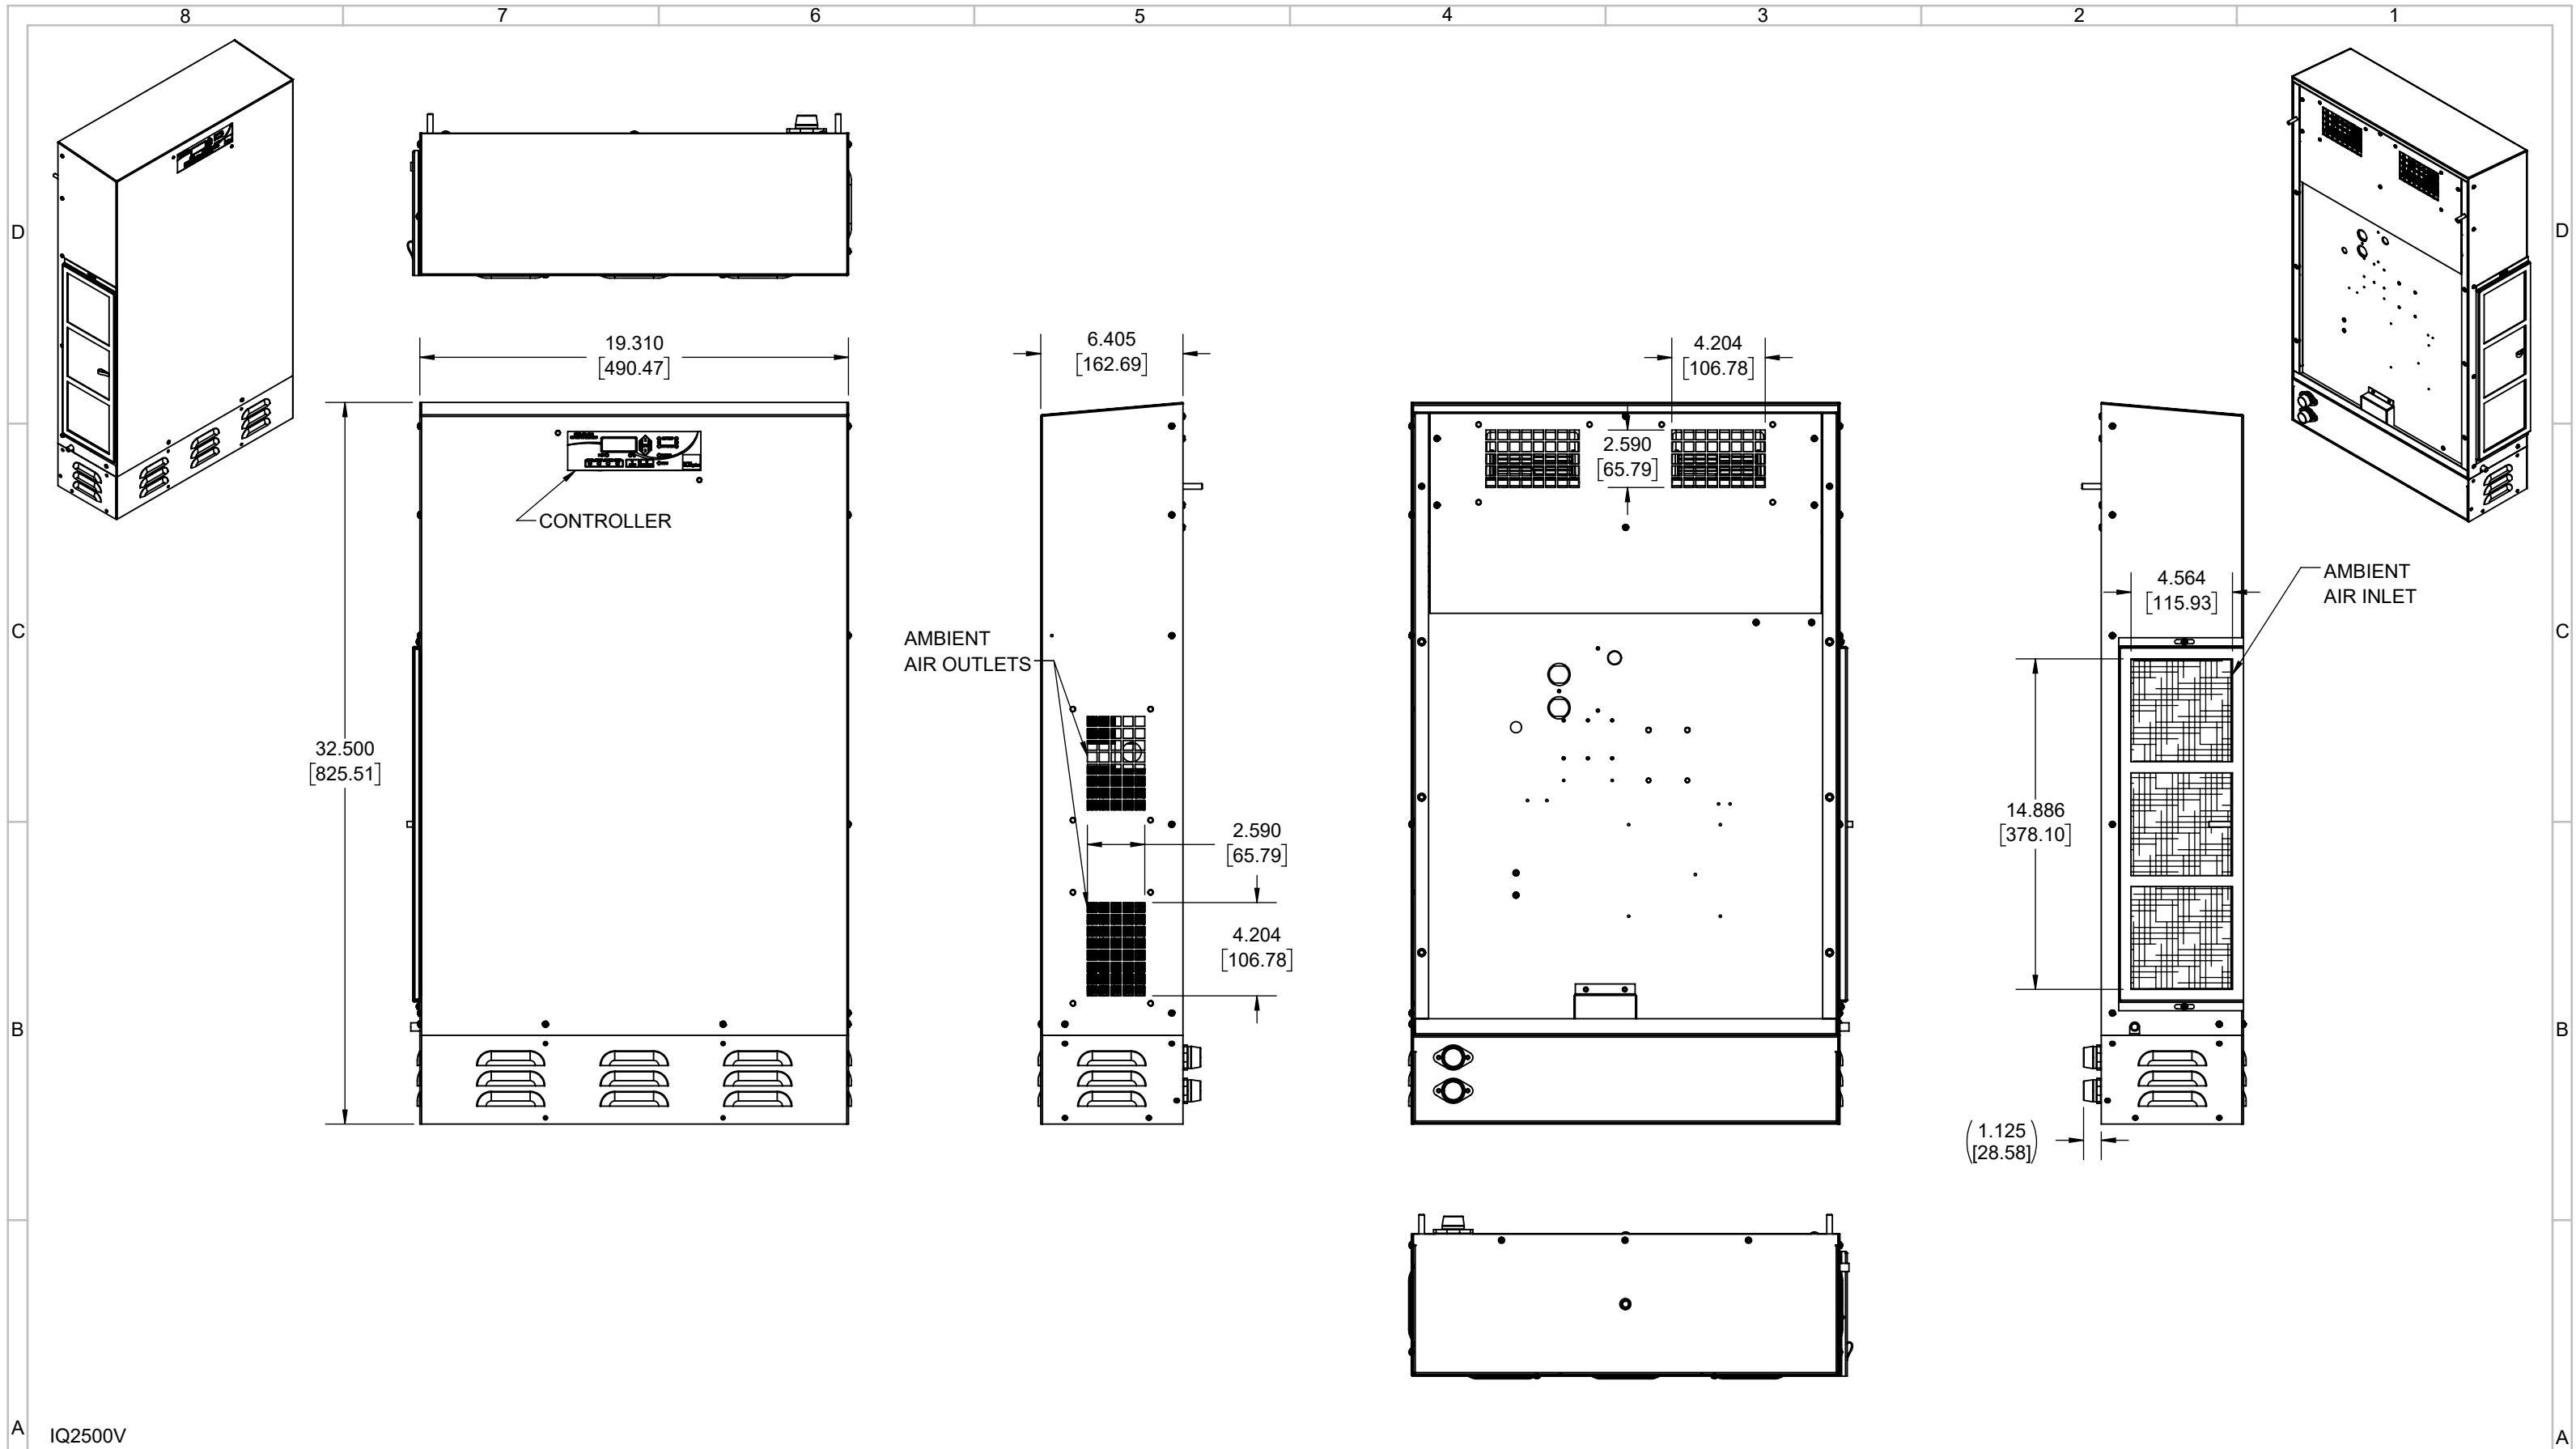 8 7 6 5 4 3 2 1
D
D
19.310
[490.47]
6.405
[162.69]
4.204
[106.78]
2.590
[65.79]
CONTROLLER
4.564
[115.93]
AMBIENT
AIR INLET
C
C
AMBIENT
AIR OUTLETS
32.500
[825.51]
14.886
[378.10]
2.590
[65.79]
4.204
[106.78]
B
B
(1.125
[28.58])
A
A
IQ2500V